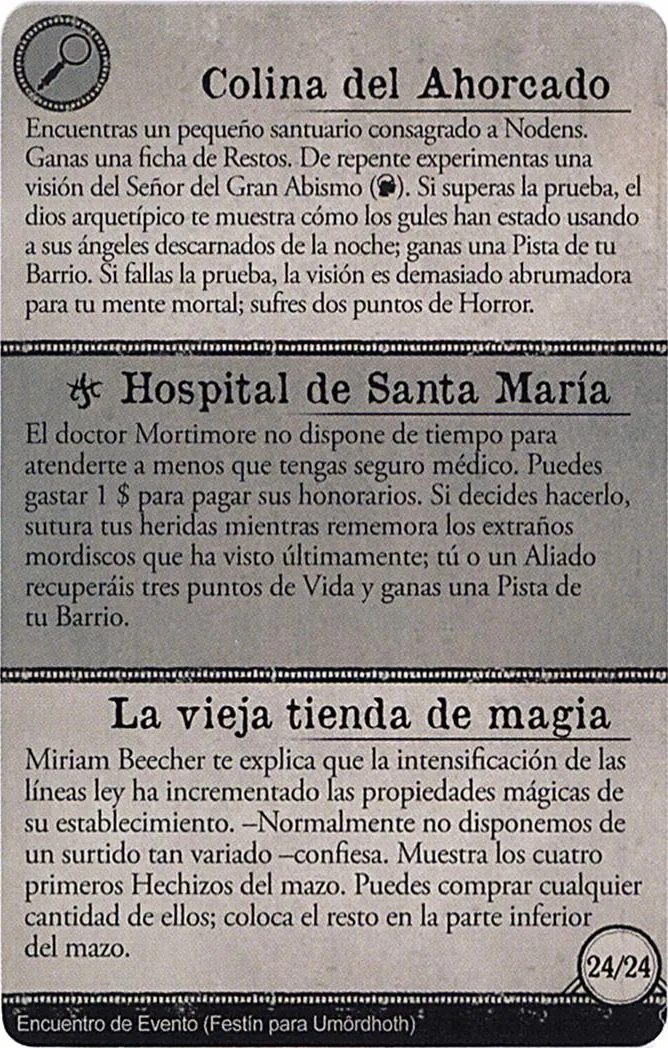 Colina del Ahorcado
Encuentras un pequeño santuario consagrado a Nodens.
Ganas una ficha de Restos. De repente experimentas una
visión del Señor del Gran Abismo (). Si superas la prueba, el
dios arquetípico te muestra cómo los gules han estado usando
a sus ángeles descarnados de la noche; ganas una Pista de tu
Barrio. Si fallas la prueba, la visión es demasiado abrumadora
para tu mente mortal; sufres dos puntos de Horror.
Hospital de Santa María
El doctor Mortimore no dispone de tiempo para
atenderte a menos que tengas seguro médico. Puedes
gastar 1 $ para pagar sus honorarios. Si decides hacerlo,
sutura tus heridas mientras rememora los extraños
mordiscos que ha visto últimamente; tú o un Aliado
recuperáis tres puntos de Vida y ganas una Pista de
tu Barrio.
La vieja tienda de magia
Miriam Beecher te explica que la intensificación de las
líneas ley ha incrementado las propiedades mágicas de
su establecimiento. –Normalmente no disponemos de
un surtido tan variado –confiesa. Muestra los cuatro
primeros Hechizos del mazo. Puedes comprar cualquier
cantidad de ellos; coloca el resto en la parte inferior
del mazo.
24/24
Encuentro de Evento (Festín para Umôrdhoth)